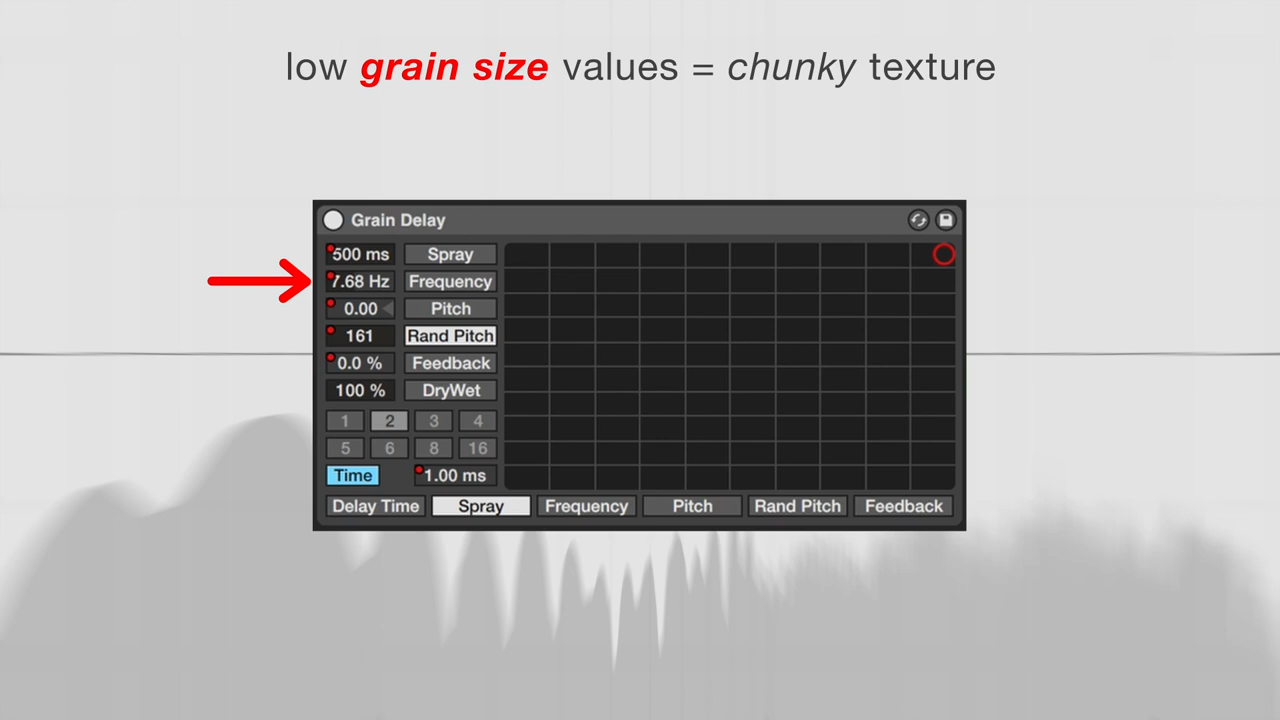 low grain size values = chunky texture
Grain Delay
500 ms Spray
7.68 Hz Frequency
0.00 Pitch
161 Rand Pitch
0.0 % Feedback
100 % DryWet
1 2 3 4
5 6 8 16
Time 1.00 ms
Delay Time Spray Frequency Pitch Rand Pitch Feedback